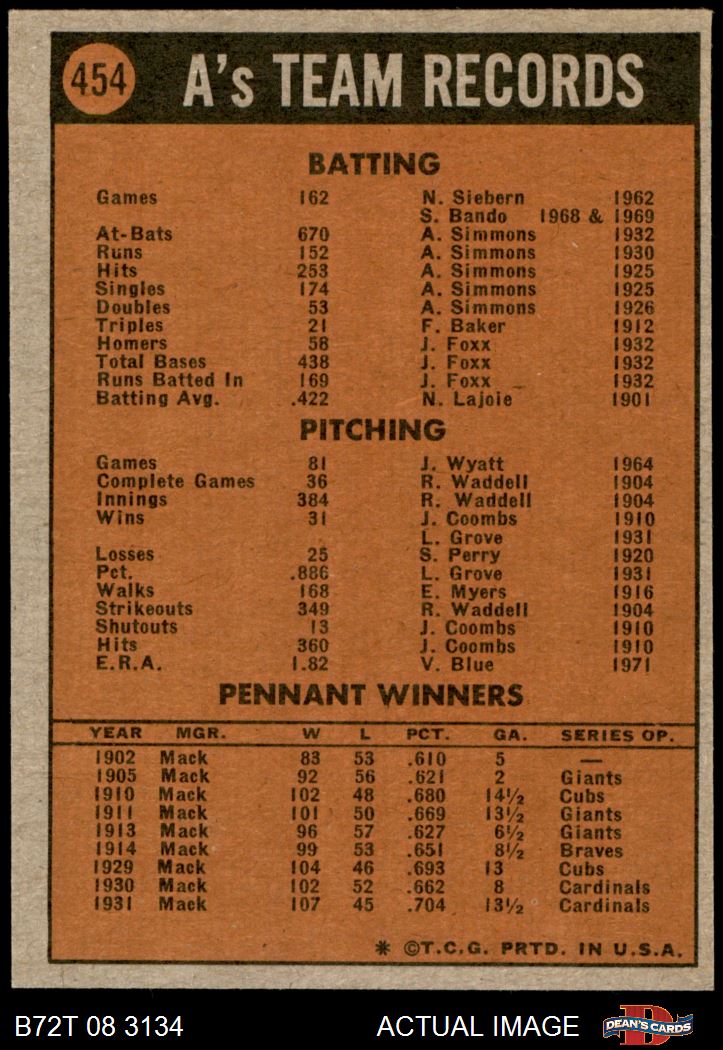 454 A's TEAM RECORDS
BATTING
Games 162 N. Siebern 1962
S. Bando 1968 & 1969
At-Bats 670 A. Simmons 1932
Runs 152 A. Simmons 1930
Hits 253 A. Simmons 1925
Singles 174 A. Simmons 1925
Doubles 53 A. Simmons 1926
Triples 21 F. Baker 1912
Homers 58 J. Foxx 1932
Total Bases 438 J. Foxx 1932
Runs Batted In 169 J. Foxx 1932
Batting Avg. .422 N. Lajoie 1901
PITCHING
Games 81 J. Wyatt 1964
Complete Games 36 R. Waddell 1904
Innings 384 R. Waddell 1904
Wins 31 J. Coombs 1910
L. Grove 1931
Losses 25 S. Perry 1920
Pct. .886 L. Grove 1931
Walks 168 E. Myers 1916
Strikeouts 349 R. Waddell 1904
Shutouts 13 J. Coombs 1910
Hits 360 J. Coombs 1910
E.R.A. 1.82 V. Blue 1971
PENNANT WINNERS
YEAR MGR. W L PCT. GA. SERIES OP.
1902 Mack 83 53 .610 5 —
1905 Mack 92 56 .621 2 Giants
1910 Mack 102 48 .680 14½ Cubs
1911 Mack 101 50 .669 13½ Giants
1913 Mack 96 57 .627 6½ Giants
1914 Mack 99 53 .651 8½ Braves
1929 Mack 104 46 .693 13 Cubs
1930 Mack 102 52 .662 8 Cardinals
1931 Mack 107 45 .704 13½ Cardinals
* ©T.C.G. PRTD. IN U.S.A.
B72T 08 3134 ACTUAL IMAGE D DEAN'S CARDS